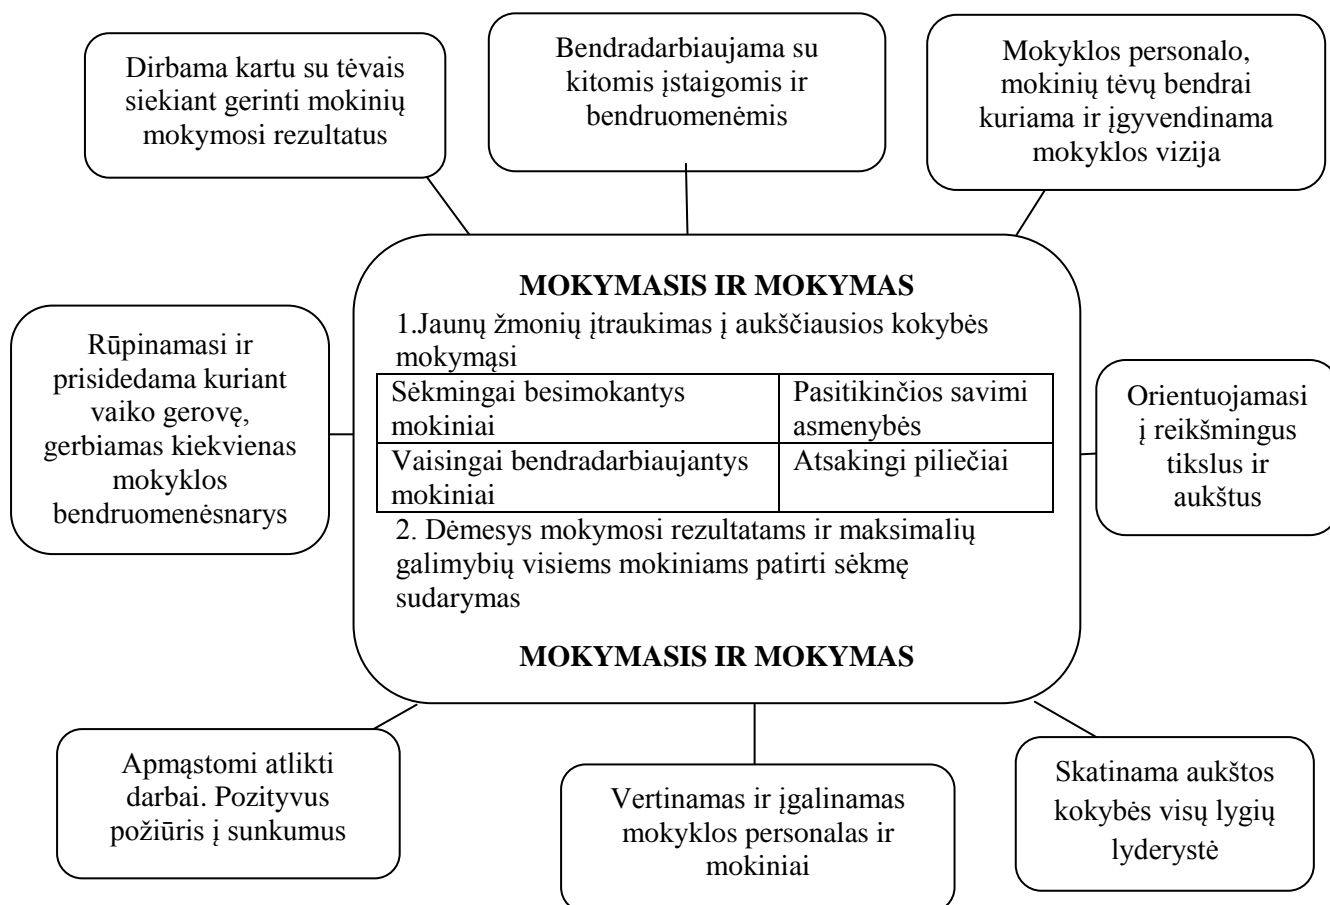 Dirbama kartu su tėvais
siekiant gerinti mokinių
mokymosi rezultatus
Bendradarbiaujama su
kitomis įstaigomis ir
bendruomenėmis
Mokyklos personalo,
mokinių tėvų bendrai
kuriama ir įgyvendinama
mokyklos vizija
Rūpinamasi ir
prisidedama kuriant
vaiko gerovę,
gerbiamas kiekvienas
mokyklos
bendruomenėsnarys
MOKYMASIS IR MOKYMAS
1.Jaunų žmonių įtraukimas į aukščiausios kokybės
mokymąsi
Sėkmingai besimokantys
mokiniai
Pasitikinčios savimi
asmenybės
Vaisingai bendradarbiaujantys
mokiniai
Atsakingi piliečiai
2. Dėmesys mokymosi rezultatams ir maksimalių
galimybių visiems mokiniams patirti sėkmę
sudarymas
MOKYMASIS IR MOKYMAS
Orientuojamasi
į reikšmingus
tikslus ir
aukštus
Apmąstomi atlikti
darbai. Pozityvus
požiūris į sunkumus
Vertinamas ir įgalinamas
mokyklos personalas ir
mokiniai
Skatinama aukštos
kokybės visų lygių
lyderystė